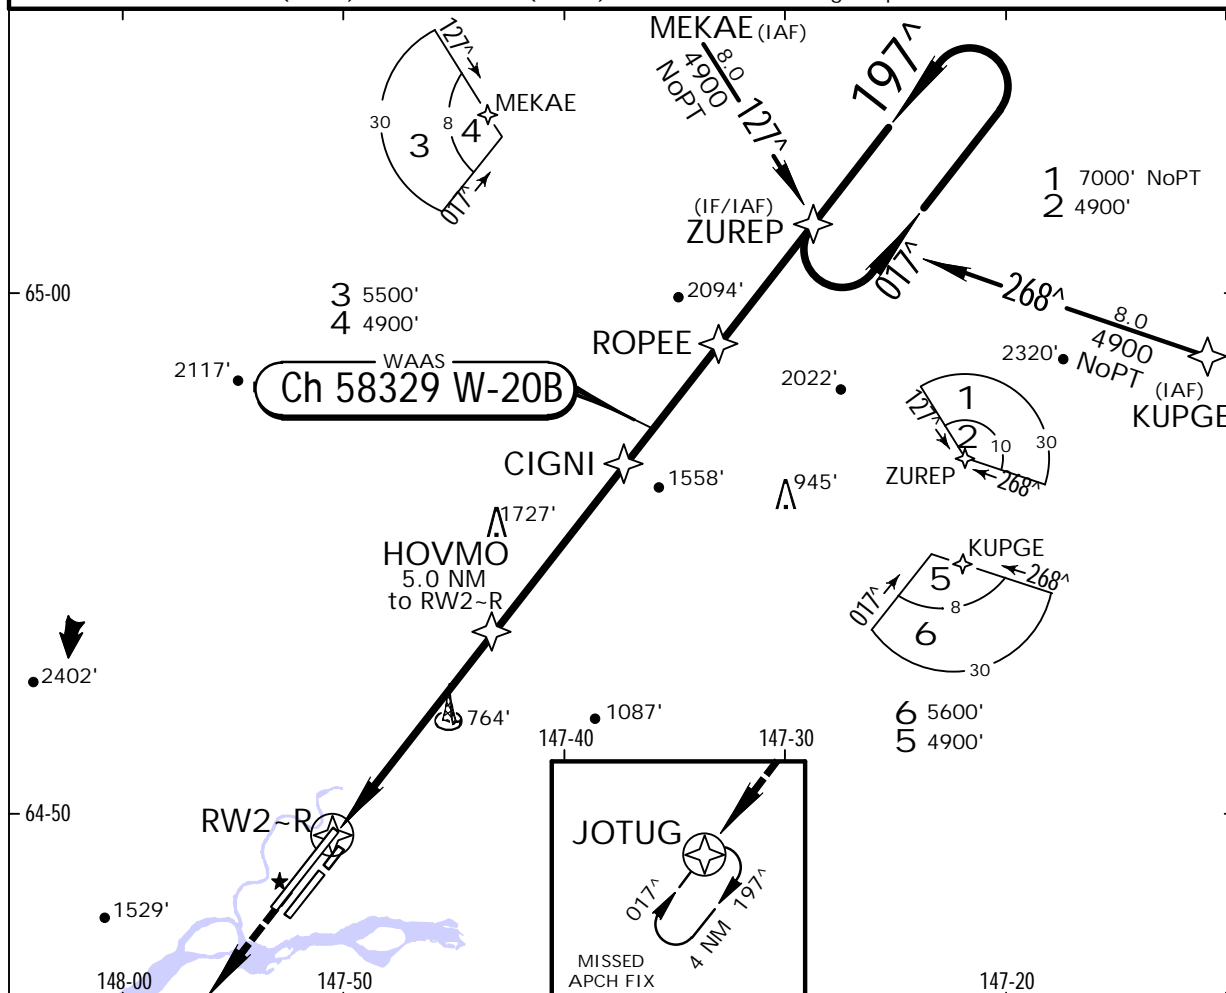 MEKAE (IAF)
8.0
4900
NoPT
127^
197^
127^
MEKAE
30
8
3
4
017^
1 7000' NoPT
2 4900'
(IF/IAF)
ZUREP
017^
65-00
3 5500'
4 4900'
2094'
268^
8.0
4900
NoPT
(IAF)
KUPGE
ROPEE
2320'
2117'
WAAS
Ch 58329 W-20B
2022'
1
127^
2
10
30
ZUREP
268^
CIGNI
1558'
945'
1727'
HOVMO
5.0 NM
to RW2~R
KUPGE
5
268^
017^
8
6
30
2402'
764'
1087'
6 5600'
5 4900'
147-40
147-30
64-50
RW2~R
JOTUG
017^
197^
4 NM
1529'
MISSED
APCH FIX
148-00
147-50
147-20